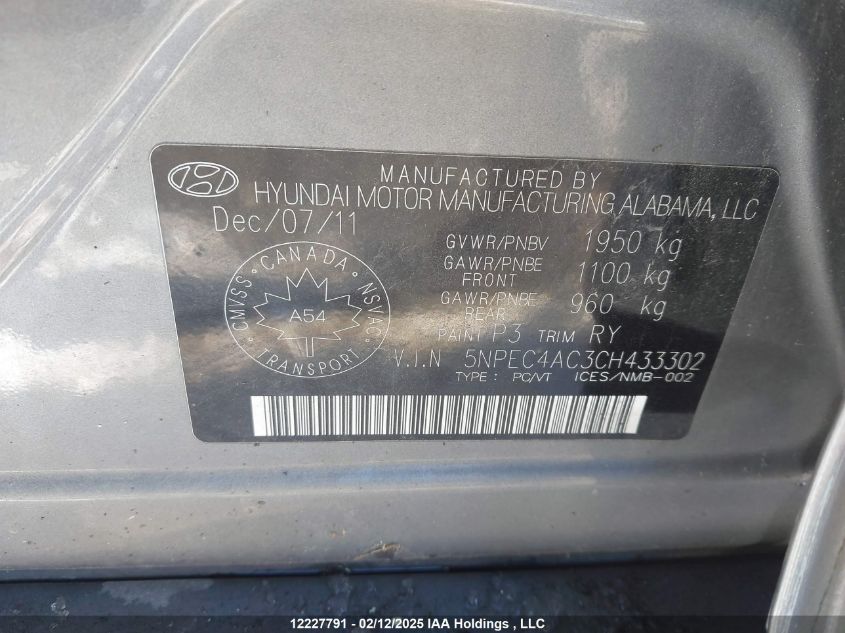 MANUFACTURED BY
HYUNDAI MOTOR MANUFACTURING ALABAMA, LLC
Dec/07/11
GVWR/PNBV 1950 kg
GAWR/PNBE FRONT 1100 kg
GAWR/PNBE REAR 960 kg
PAINT P3 TRIM RY
CMVSS • CANADA • NSVAC
A54
• TRANSPORT •
V.I.N 5NPEC4AC3CH433302
TYPE : PC/VT ICES/NMB-002
12227791 - 02/12/2025 IAA Holdings , LLC